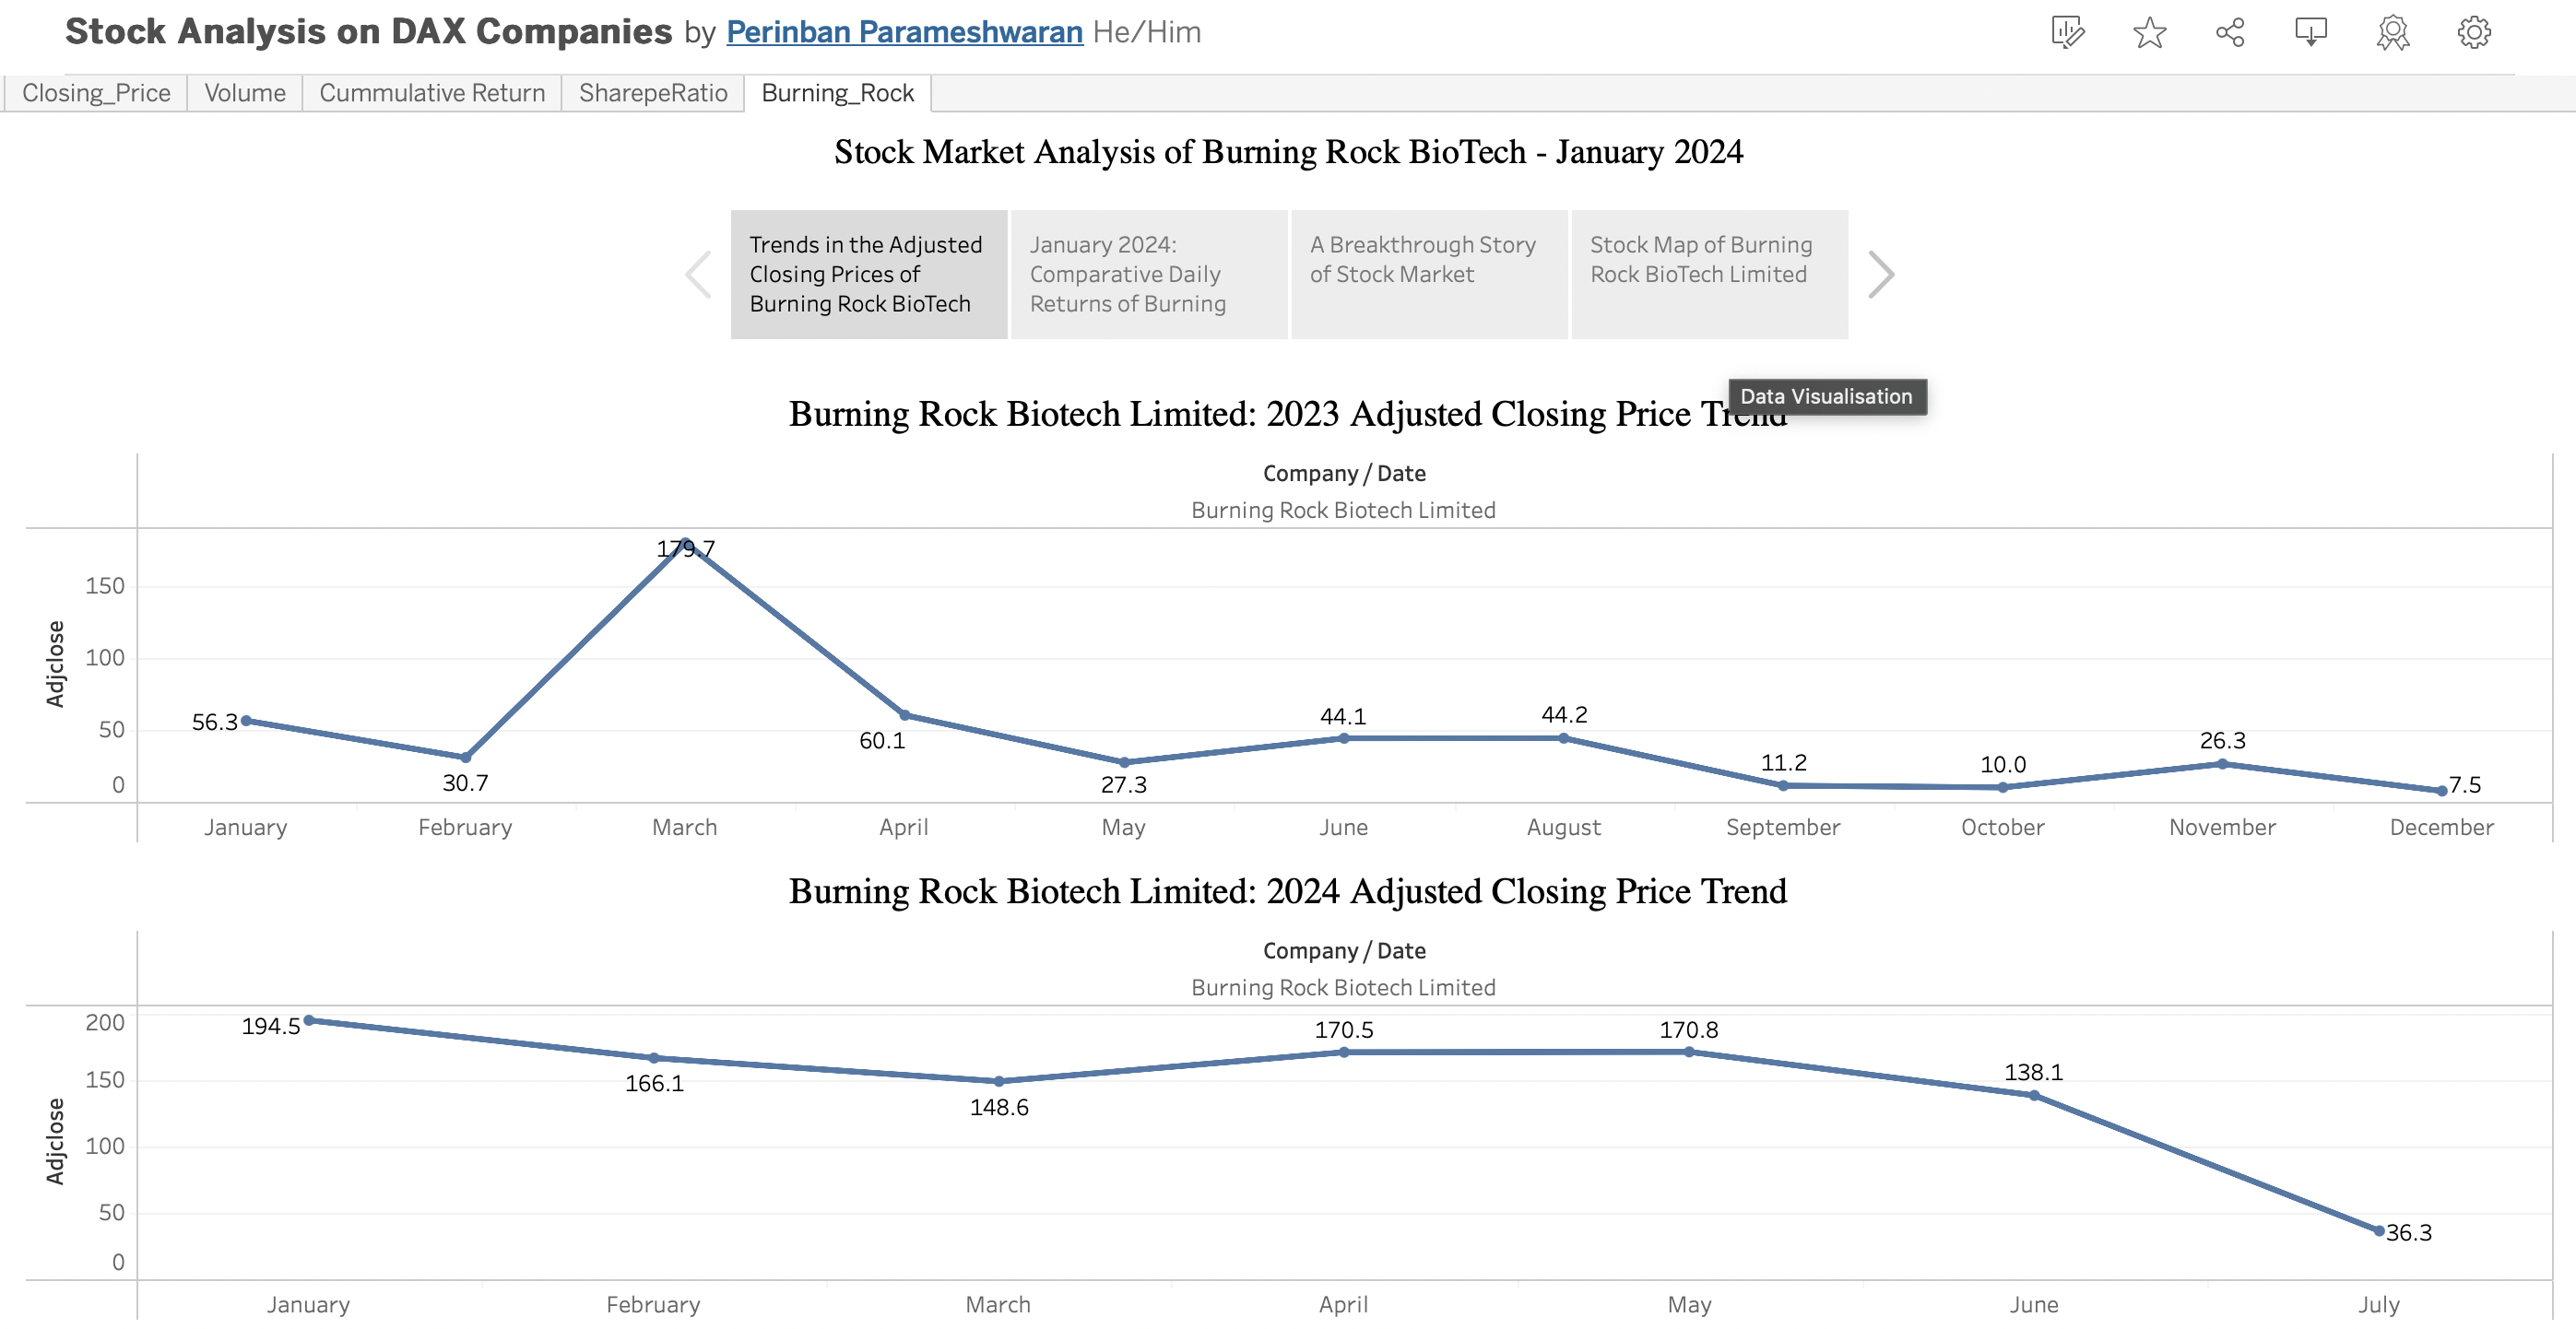 Stock Analysis on DAX Companies by Perinban Parameshwaran He/Him
Closing_Price Volume Cummulative Return SharepeRatio Burning_Rock
Stock Market Analysis of Burning Rock BioTech - January 2024
Trends in the Adjusted
Closing Prices of
Burning Rock BioTech
January 2024:
Comparative Daily
Returns of Burning
A Breakthrough Story
of Stock Market
Stock Map of Burning
Rock BioTech Limited
Data Visualisation
Burning Rock Biotech Limited: 2023 Adjusted Closing Price Trend
Company / Date
Burning Rock Biotech Limited
Adjclose
150
100
50
0
56.3
30.7
179.7
60.1
27.3
44.1
44.2
11.2
10.0
26.3
7.5
January February March April May June August September October November December
Burning Rock Biotech Limited: 2024 Adjusted Closing Price Trend
Company / Date
Burning Rock Biotech Limited
Adjclose
200
150
100
50
0
194.5
166.1
148.6
170.5
170.8
138.1
36.3
January February March April May June July